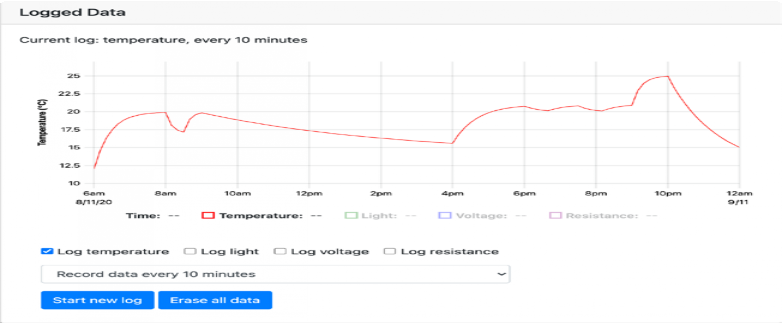 Logged Data
Current log: temperature, every 10 minutes
Temperature (°C)
25
22.5
20
17.5
15
12.5
10
6am 8am 10am 12pm 2pm 4pm 6pm 8pm 10pm 12am
8/11/20 9/11
Time: -- Temperature: -- Light: -- Voltage: -- Resistance: --
Log temperature Log light Log voltage Log resistance
Record data every 10 minutes
Start new log Erase all data